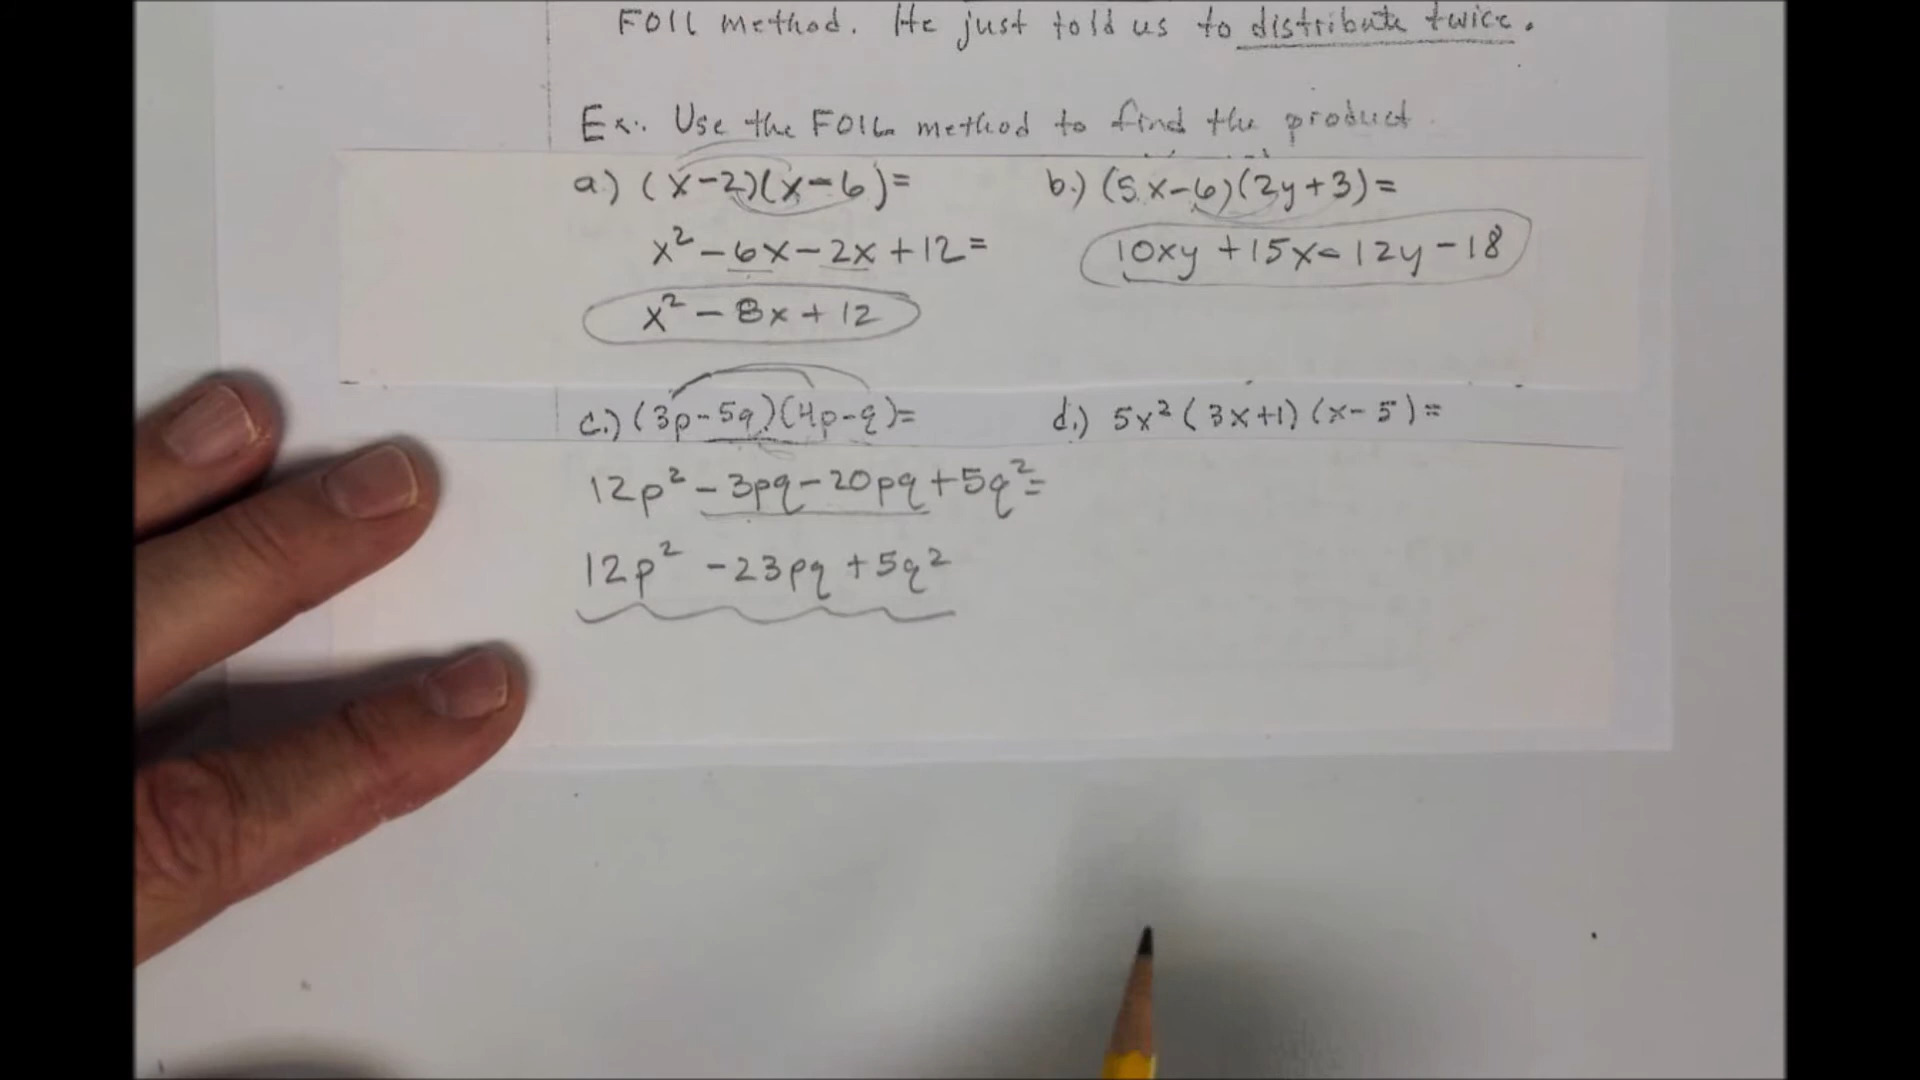 FOIL method. He just told us to distribute twice.
Ex.: Use the FOIL method to find the product
a.) (x-2)(x-6)=
x² - 6x - 2x + 12 =
x² - 8x + 12
b.) (5x-6)(2y+3)=
10xy + 15x - 12y - 18
c.) (3p-5q)(4p-q)=
12p² - 3pq - 20pq + 5q² =
12p² - 23pq + 5q²
d.) 5x² (3x+1) (x-5)=